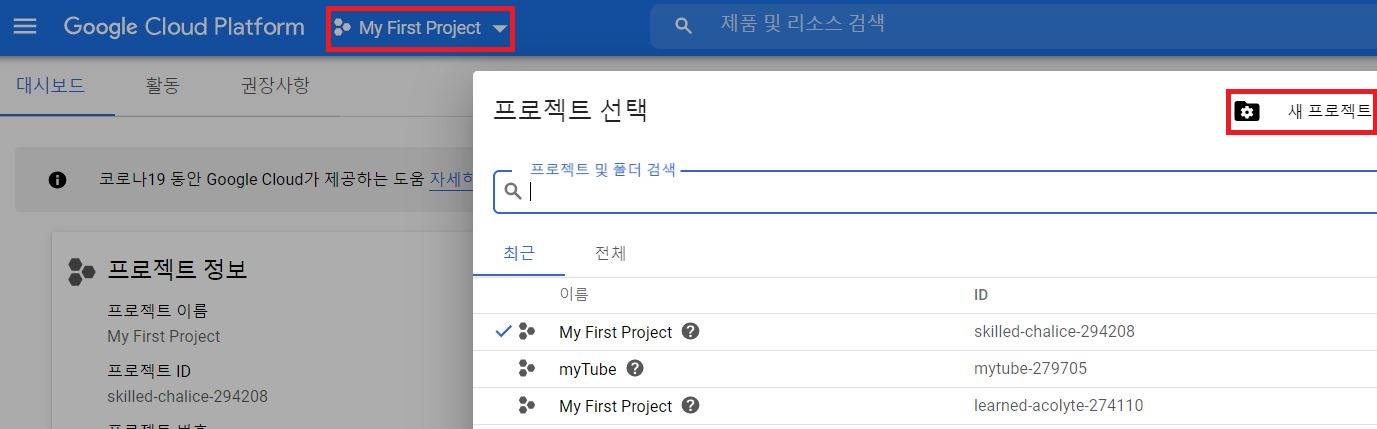 Google Cloud Platform My First Project 제품 및 리소스 검색
대시보드 활동 권장사항
프로젝트 선택 새 프로젝트
코로나19 동안 Google Cloud가 제공하는 도움
프로젝트 및 폴더 검색
최근 전체
프로젝트 정보
이름 ID
프로젝트 이름
My First Project
My First Project skilled-chalice-294208
프로젝트 ID
skilled-chalice-294208
myTube mytube-279705
My First Project learned-acolyte-274110